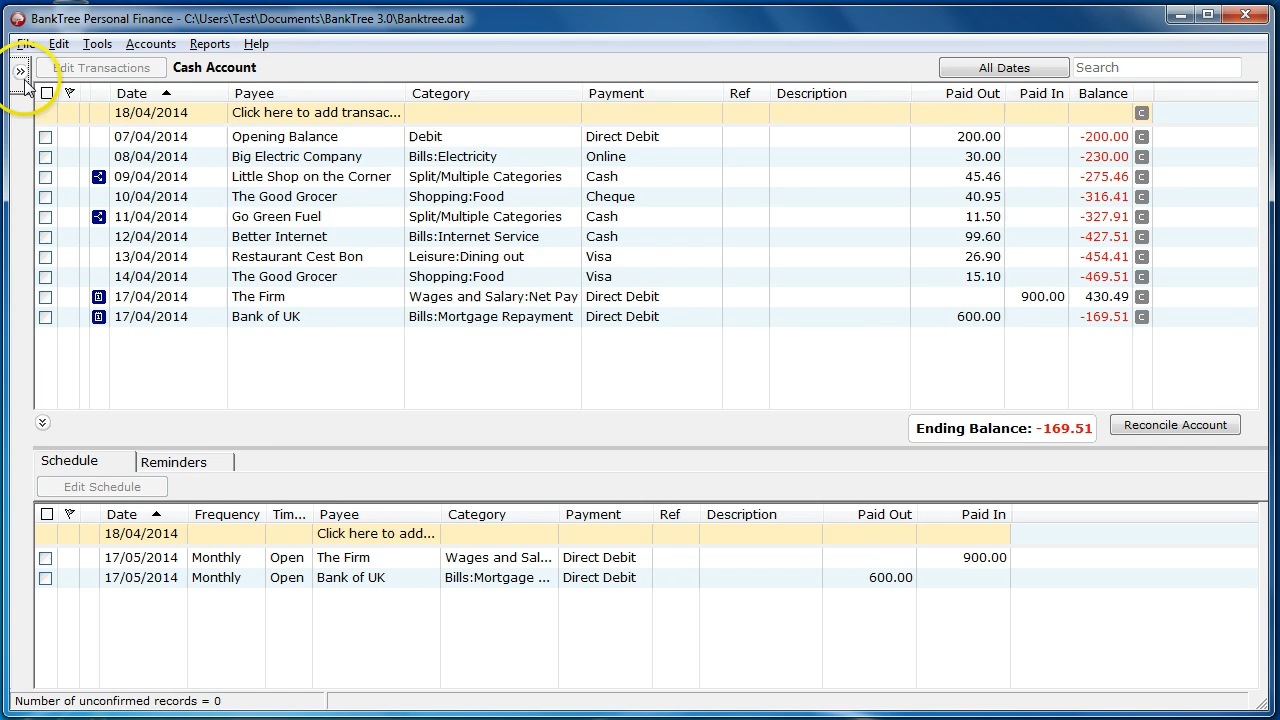 BankTree Personal Finance - C:\Users\Test\Documents\BankTree 3.0\Banktree.dat
File Edit Tools Accounts Reports Help
Edit Transactions Cash Account All Dates Search
Date Payee Category Payment Ref Description Paid Out Paid In Balance
18/04/2014 Click here to add transac... C
07/04/2014 Opening Balance Debit Direct Debit 200.00 -200.00 C
08/04/2014 Big Electric Company Bills:Electricity Online 30.00 -230.00 C
09/04/2014 Little Shop on the Corner Split/Multiple Categories Cash 45.46 -275.46 C
10/04/2014 The Good Grocer Shopping:Food Cheque 40.95 -316.41 C
11/04/2014 Go Green Fuel Split/Multiple Categories Cash 11.50 -327.91 C
12/04/2014 Better Internet Bills:Internet Service Cash 99.60 -427.51 C
13/04/2014 Restaurant Cest Bon Leisure:Dining out Visa 26.90 -454.41 C
14/04/2014 The Good Grocer Shopping:Food Visa 15.10 -469.51 C
17/04/2014 The Firm Wages and Salary:Net Pay Direct Debit 900.00 430.49 C
17/04/2014 Bank of UK Bills:Mortgage Repayment Direct Debit 600.00 -169.51 C
Ending Balance: -169.51 Reconcile Account
Schedule Reminders
Edit Schedule
Date Frequency Tim... Payee Category Payment Ref Description Paid Out Paid In
18/04/2014 Click here to add...
17/05/2014 Monthly Open The Firm Wages and Sal... Direct Debit 900.00
17/05/2014 Monthly Open Bank of UK Bills:Mortgage ... Direct Debit 600.00
Number of unconfirmed records = 0